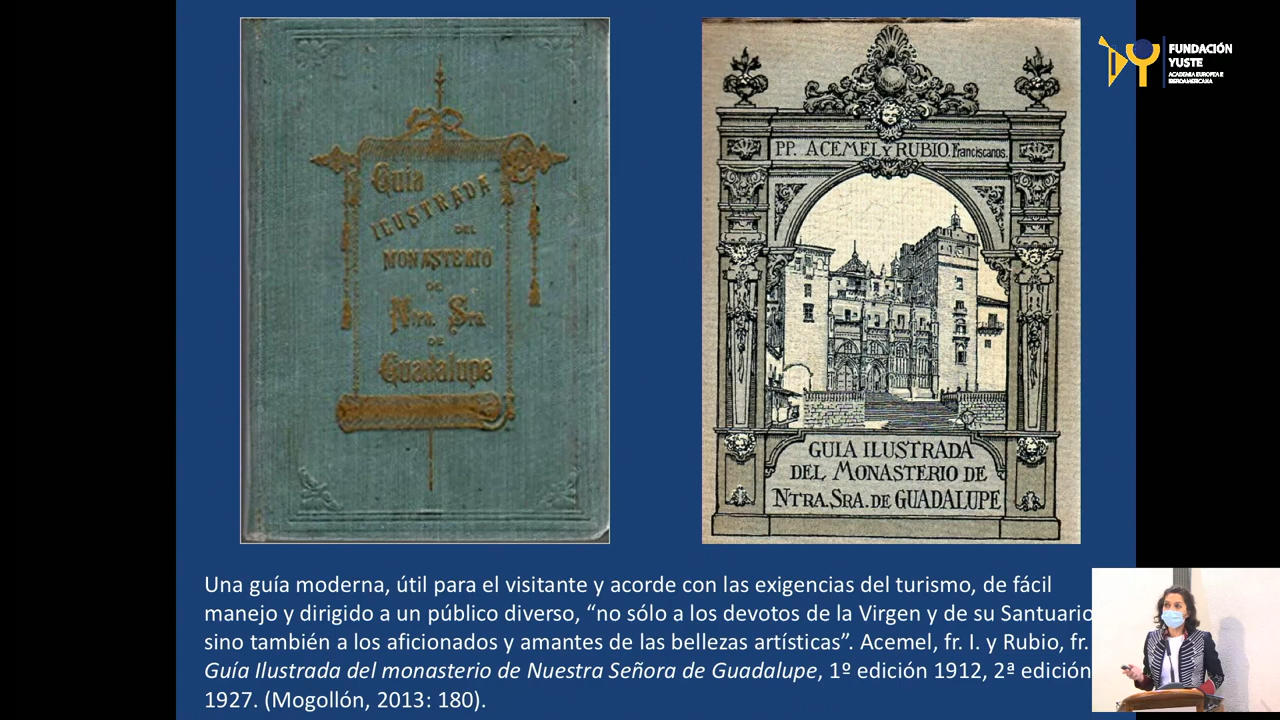 Guia
ILUSTRADA
DEL
MONASTERIO
DE
Ntra. Sra.
DE
Guadalupe
PP. ACEMEL Y RUBIO. Franciscanos.
GUIA ILUSTRADA
DEL MONASTERIO DE
NTRA. SRA. DE GUADALUPE
FUNDACIÓN
YUSTE
ACADEMIA EUROPEA E
IBEROAMERICANA
Una guía moderna, útil para el visitante y acorde con las exigencias del turismo, de fácil
manejo y dirigido a un público diverso, “no sólo a los devotos de la Virgen y de su Santuario
sino también a los aficionados y amantes de las bellezas artísticas”. Acemel, fr. I. y Rubio, fr.
Guía Ilustrada del monasterio de Nuestra Señora de Guadalupe, 1º edición 1912, 2ª edición
1927. (Mogollón, 2013: 180).